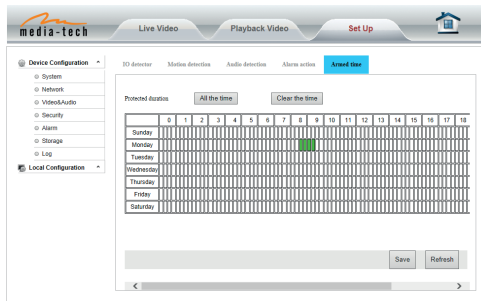 media-tech
Live Video Playback Video Set Up
Device Configuration
System
Network
Video&Audio
Security
Alarm
Storage
Log
Local Configuration
IO detector Motion detection Audio detection Alarm action Armed time
Protected duration All the time Clear the time
0 1 2 3 4 5 6 7 8 9 10 11 12 13 14 15 16 17 18
Sunday
Monday
Tuesday
Wednesday
Thursday
Friday
Saturday
Save Refresh